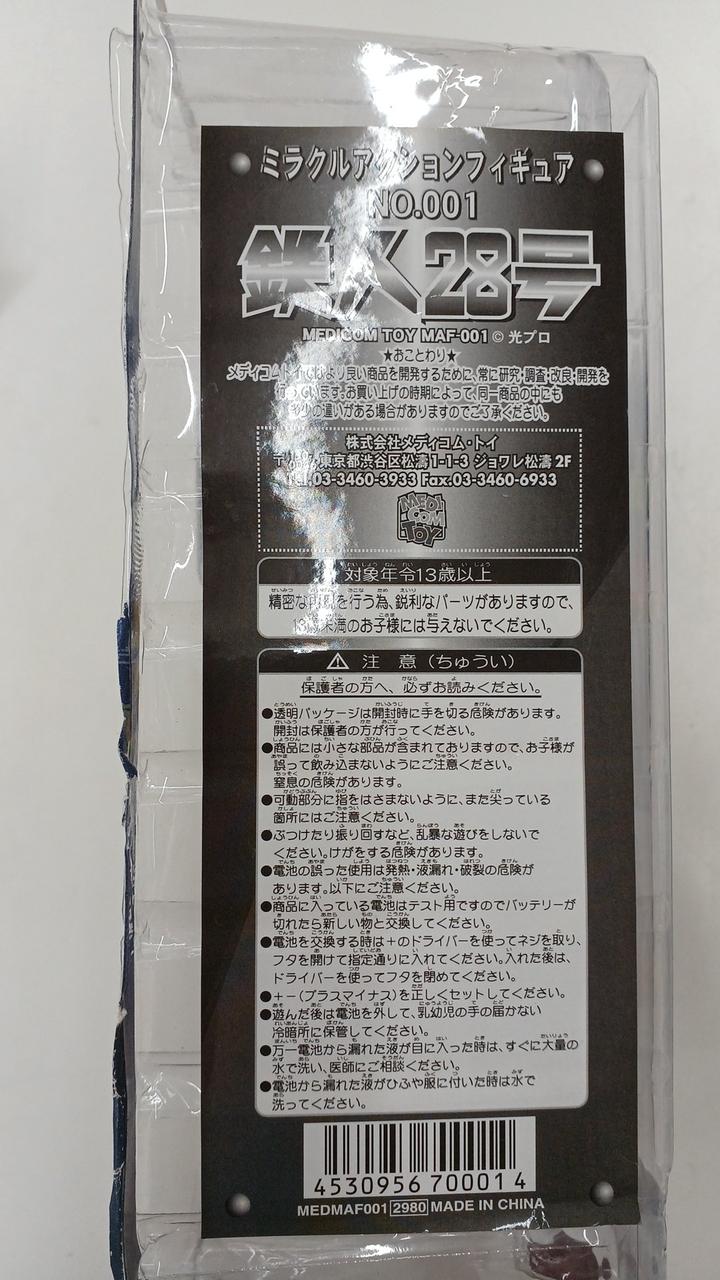 ミラクルアクションフィギュア
NO.001
鉄人28号
MEDICOM TOY MAF-001 © 光プロ
★おことわり★
メディコム・トイではより良い商品を開発するために、常に研究・調査・改良・開発を
行っています。お買い上げの時期によって、同一商品の中にも
多少の違いがある場合がありますのでご了承ください。
株式会社メディコム・トイ
東京都渋谷区松濤1-1-3 ジョワレ松濤 2F
Tel.03-3460-3933 Fax.03-3460-6933
MEDI
COM
TOY
対象年令13歳以上
精密な再現を行う為、鋭利なパーツがありますので、
13歳未満のお子様には与えないでください。
⚠ 注 意（ちゅうい）
保護者の方へ、必ずお読みください。
●透明パッケージは開封時に手を切る危険があります。
開封は保護者の方が行ってください。
●商品には小さな部品が含まれておりますので、お子様が
誤って飲み込まないようにご注意ください。
窒息の危険があります。
●可動部分に指をはさまないように、また尖っている
箇所にはご注意ください。
●ぶつけたり振り回すなど、乱暴な遊びをしないで
ください。けがをする危険があります。
●電池の誤った使用は発熱・液漏れ・破裂の危険が
あります。以下にご注意ください。
●商品に入っている電池はテスト用ですのでバッテリーが
切れたら新しい物と交換してください。
●電池を交換する時は＋のドライバーを使ってネジを取り、
フタを開けて指定通りに入れてください。入れた後は、
ドライバーを使ってフタを閉めてください。
●＋－(プラスマイナス)を正しくセットしてください。
●遊んだ後は電池を外して、乳幼児の手の届かない
冷暗所に保管してください。
●万一電池から漏れた液が目に入った時は、すぐに大量の
水で洗い、医師にご相談ください。
●電池から漏れた液がひふや服に付いた時は水で
洗ってください。
4530956700014
MEDMAF001 2980 MADE IN CHINA